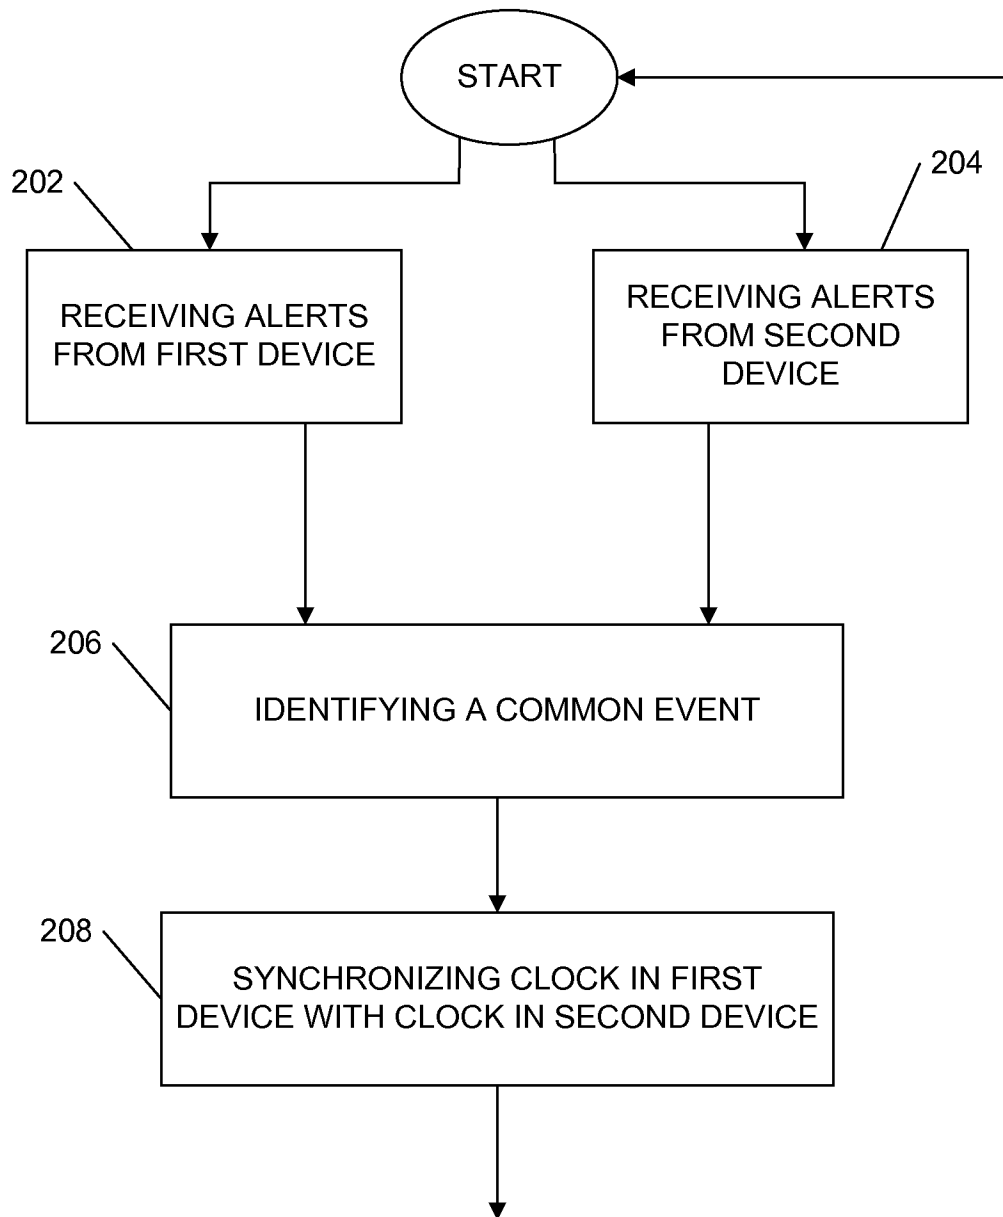 START
202
204
RECEIVING ALERTS
FROM FIRST DEVICE
RECEIVING ALERTS
FROM SECOND
DEVICE
206
IDENTIFYING A COMMON EVENT
208
SYNCHRONIZING CLOCK IN FIRST
DEVICE WITH CLOCK IN SECOND DEVICE